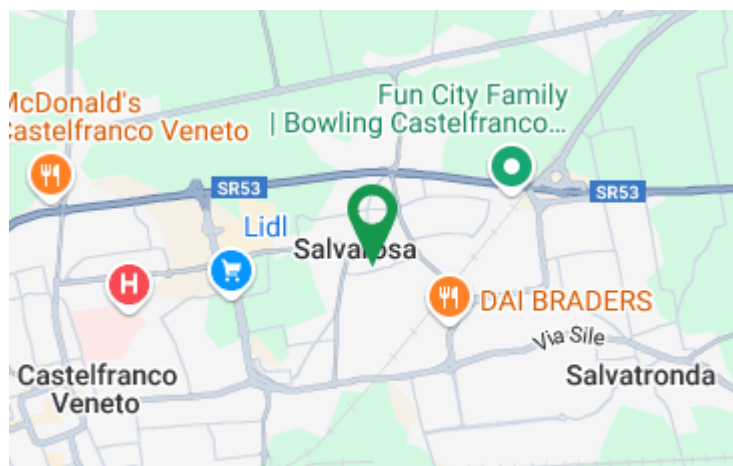 McDonald's
Castelfranco Veneto
Fun City Family
| Bowling Castelfranco...
SR53
SR53
Lidl
Salvarosa
H
DAI BRADERS
Via Sile
Castelfranco
Veneto
Salvatronda